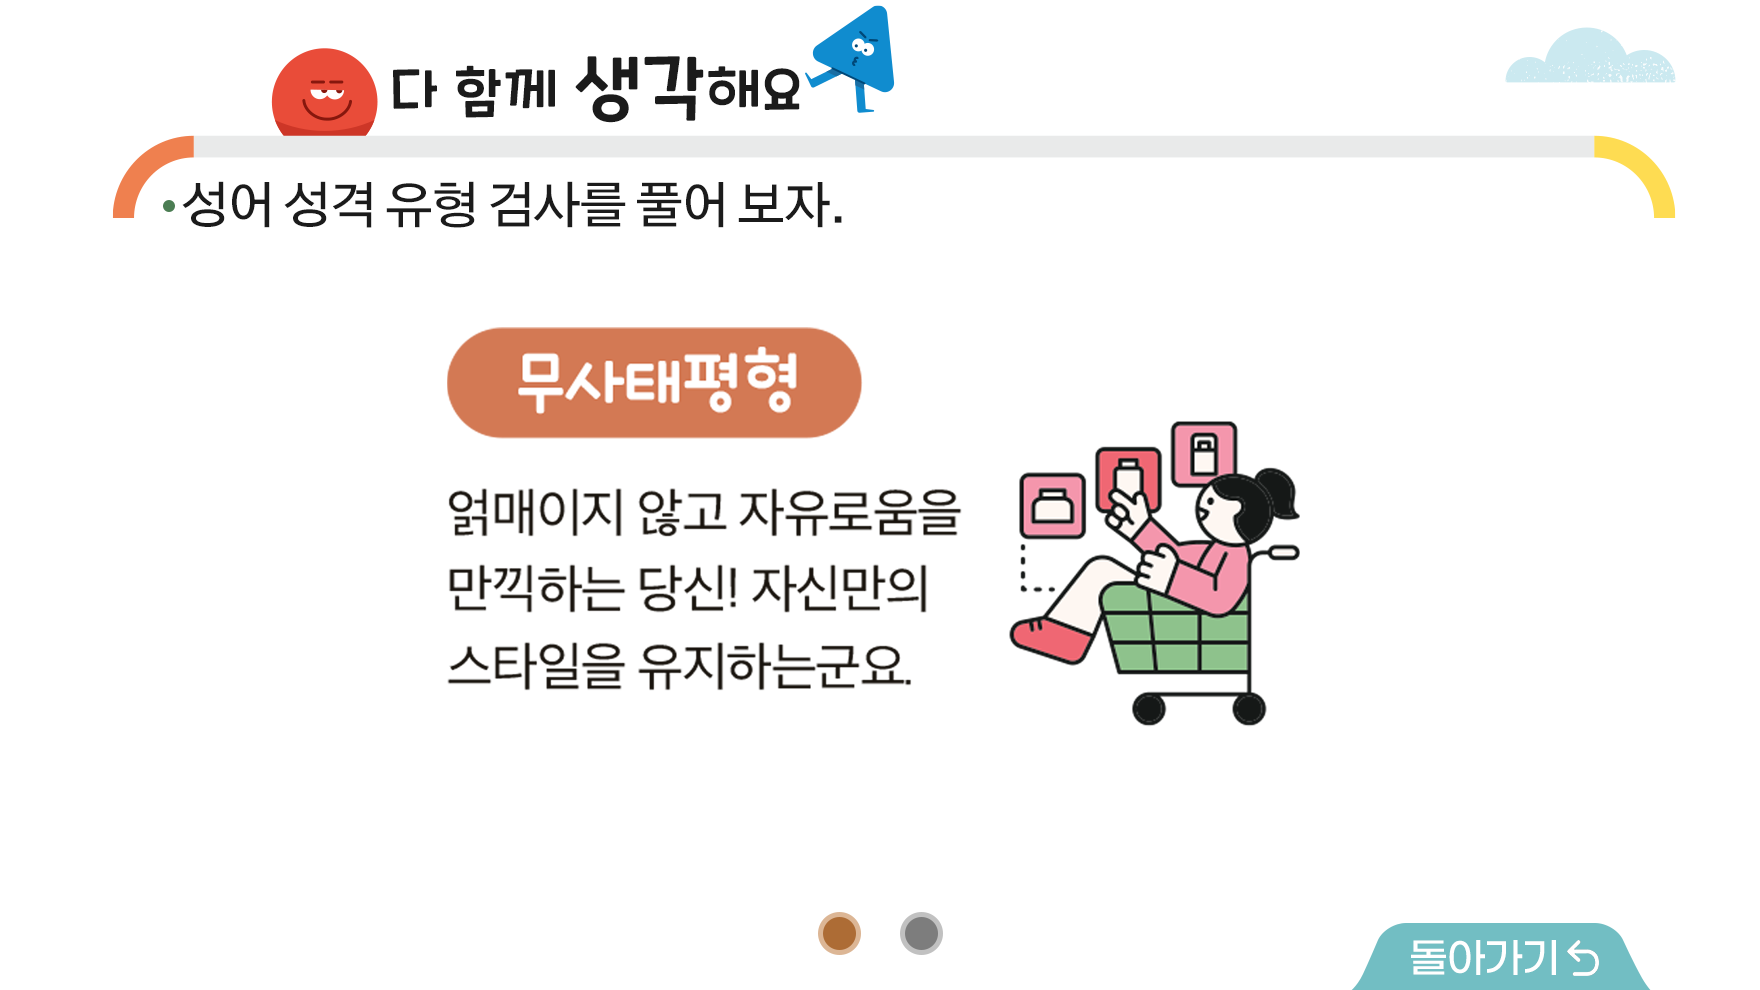 다 함께 생각해요
•성어 성격 유형 검사를 풀어 보자.
무사태평형
얽매이지 않고 자유로움을
만끽하는 당신! 자신만의
스타일을 유지하는군요.
돌아가기